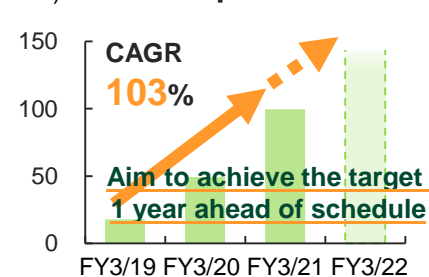 150
CAGR
103%
100
50
Aim to achieve the target
1 year ahead of schedule
0
FY3/19 FY3/20 FY3/21 FY3/22